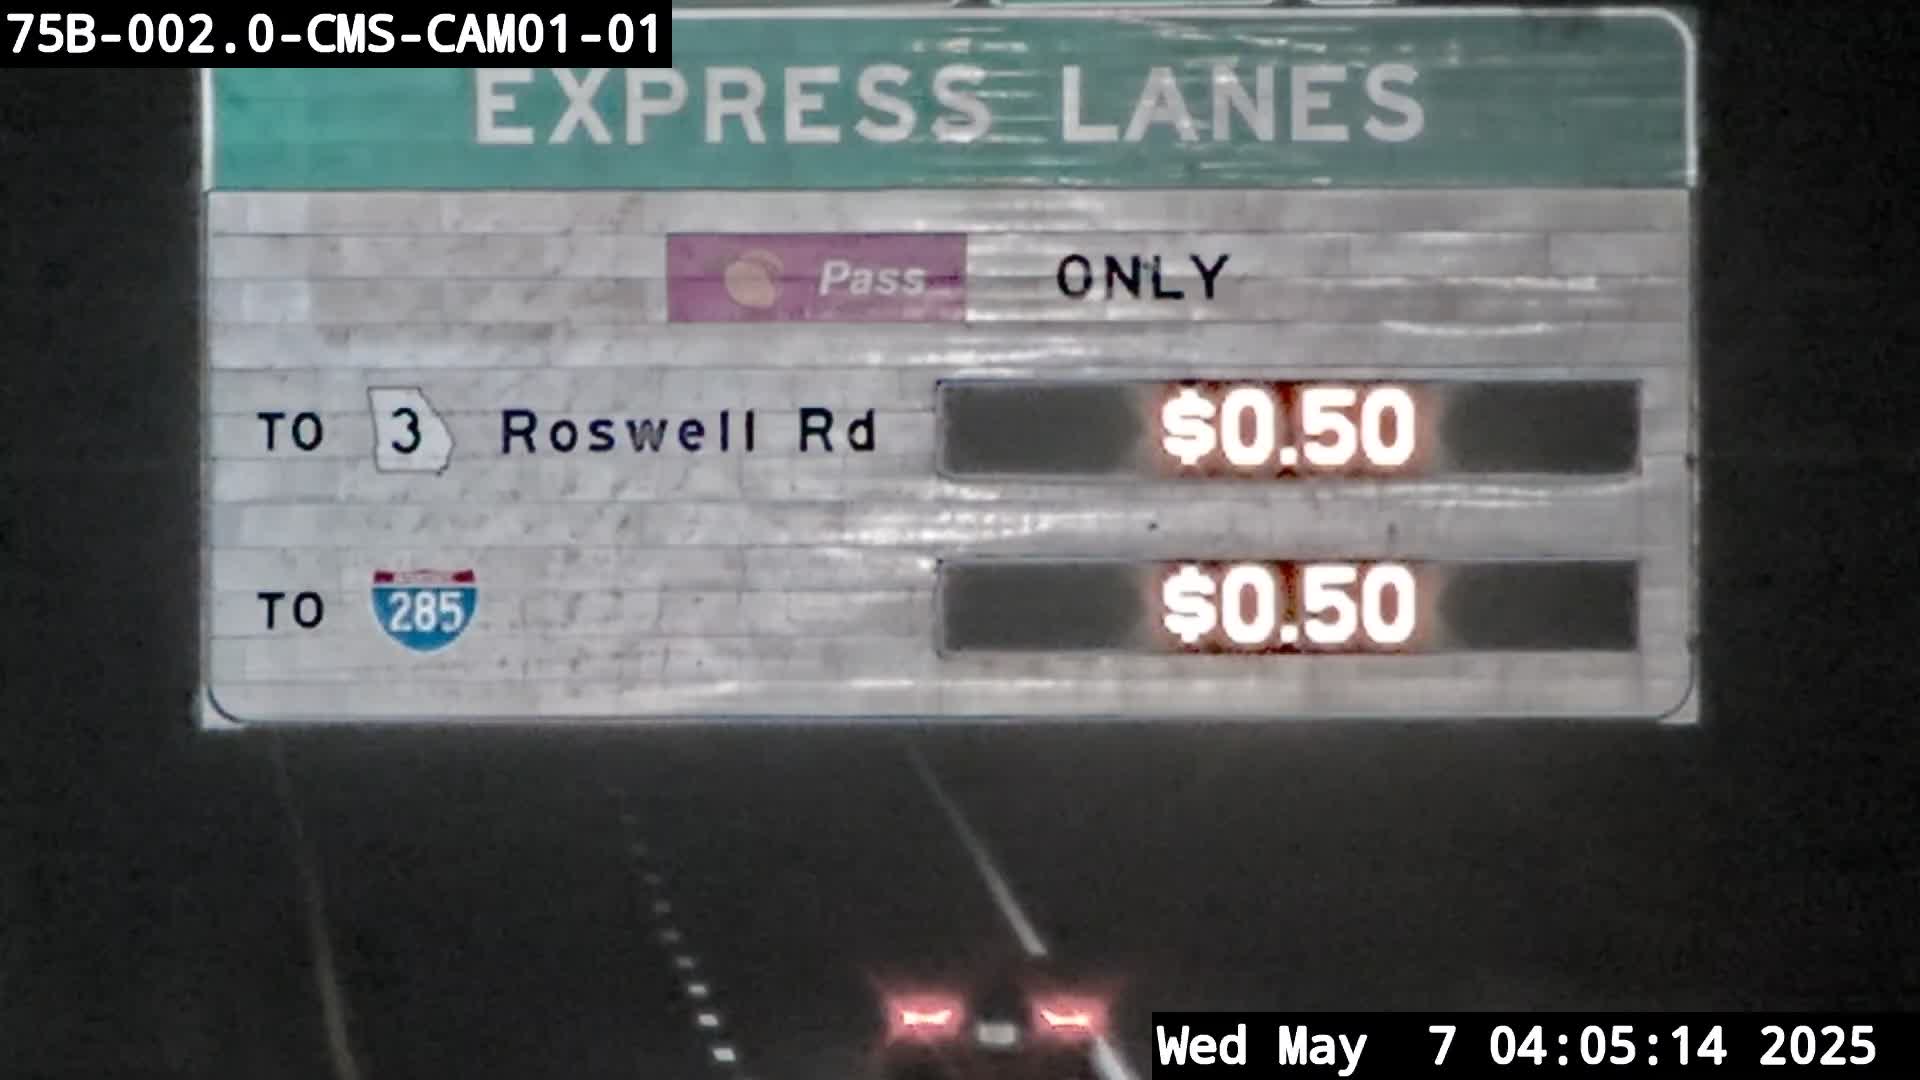 75B-002.0-CMS-CAM01-01
EXPRESS LANES
Pass ONLY
TO 3 Roswell Rd $0.50
TO 285 $0.50
Wed May 7 04:05:14 2025